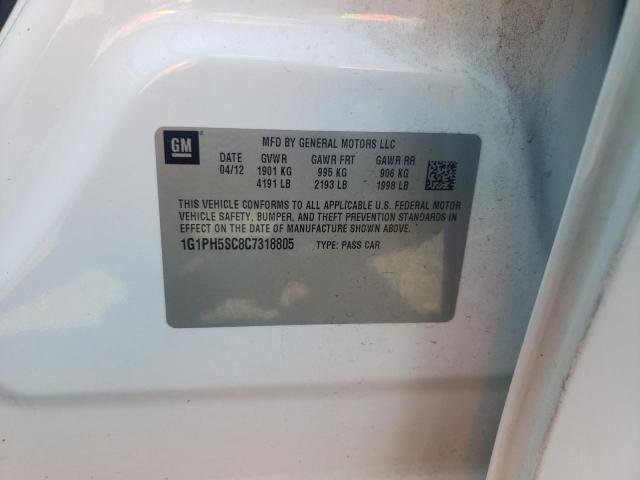 GM MFD BY GENERAL MOTORS LLC
DATE GVWR GAWR FRT GAWR RR
04/12 1901 KG 995 KG 906 KG
4191 LB 2193 LB 1998 LB
THIS VEHICLE CONFORMS TO ALL APPLICABLE U.S. FEDERAL MOTOR
VEHICLE SAFETY, BUMPER, AND THEFT PREVENTION STANDARDS IN
EFFECT ON THE DATE OF MANUFACTURE SHOWN ABOVE.
1G1PH5SC8C7318805 TYPE: PASS CAR